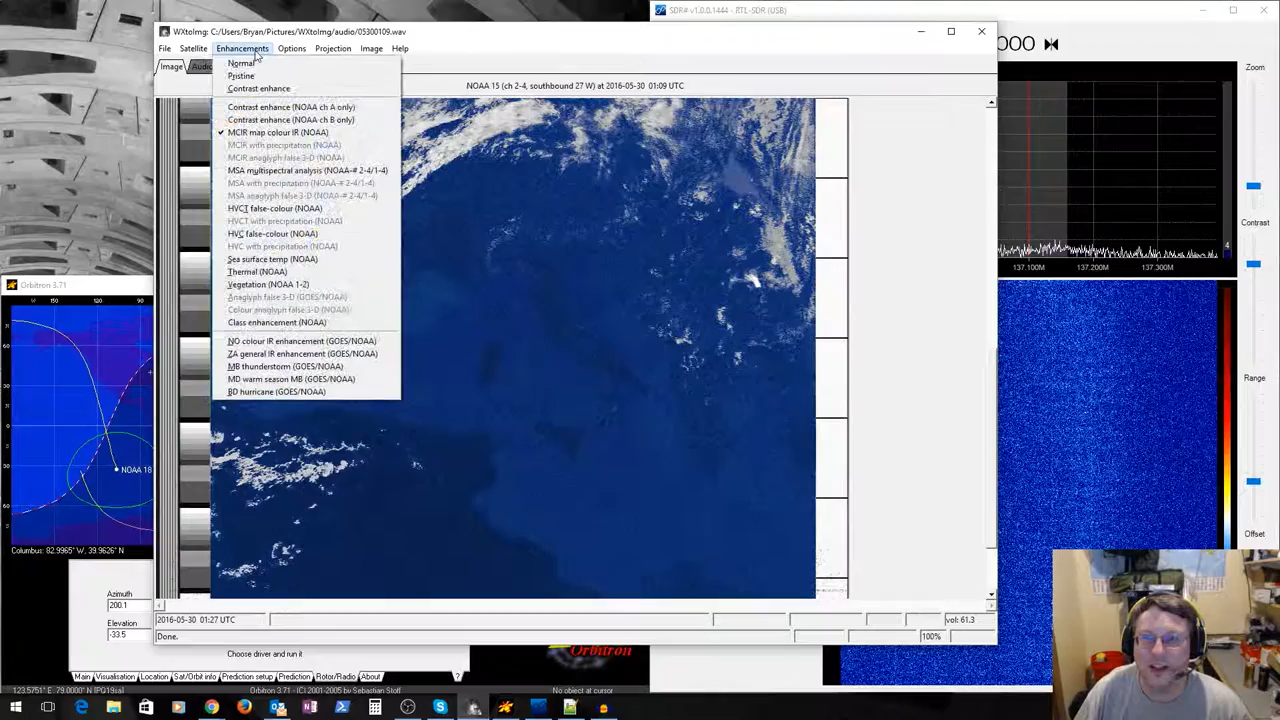 WXtoImg: C:/Users/Bryan/Pictures/WXtoImg/audio/05300109.wav
File Satellite Enhancements Options Projection Image Help
Image
NOAA 15 (ch 2-4, southbound 27 W) at 2016-05-30 01:09 UTC
Normal
Pristine
Contrast enhance
Contrast enhance (NOAA ch A only)
Contrast enhance (NOAA ch B only)
MCIR map colour IR (NOAA)
MCIR with precipitation (NOAA)
MCIR anaglyph false 3-D (NOAA)
MSA multispectral analysis (NOAA-# 2-4/1-4)
MSA with precipitation (NOAA-# 2-4/1-4)
MSA anaglyph false 3-D (NOAA-# 2-4/1-4)
HVCT false-colour (NOAA)
HVCT with precipitation (NOAA)
HVC false-colour (NOAA)
HVC with precipitation (NOAA)
Sea surface temp (NOAA)
Thermal (NOAA)
Vegetation (NOAA 1-2)
Anaglyph false 3-D (GOES/NOAA)
Colour anaglyph false 3-D (NOAA)
Class enhancement (NOAA)
NO colour IR enhancement (GOES/NOAA)
ZA general IR enhancement (GOES/NOAA)
MB thunderstorm (GOES/NOAA)
MD warm season MB (GOES/NOAA)
BD hurricane (GOES/NOAA)
2016-05-30 01:27 UTC
vol: 61.3
Done.
100%
SDR# v1.0.0.1444 - RTL-SDR (USB)
000
Zoom
Contrast
Range
Offset
4
137.100M 137.200M 137.300M
Orbitron 3.71
W 150 120 90
30
0
30
60
NOAA 18
Columbus: 82.9965° W, 39.9626° N
Azimuth
200.1
Elevation
-33.5
Choose driver and run it
Orbitron
Main Visualisation Location Sat/Orbit info Prediction setup Prediction Rotor/Radio About ?
Orbitron 3.71 - (C) 2001-2005 by Sebastian Stoff
No object at cursor